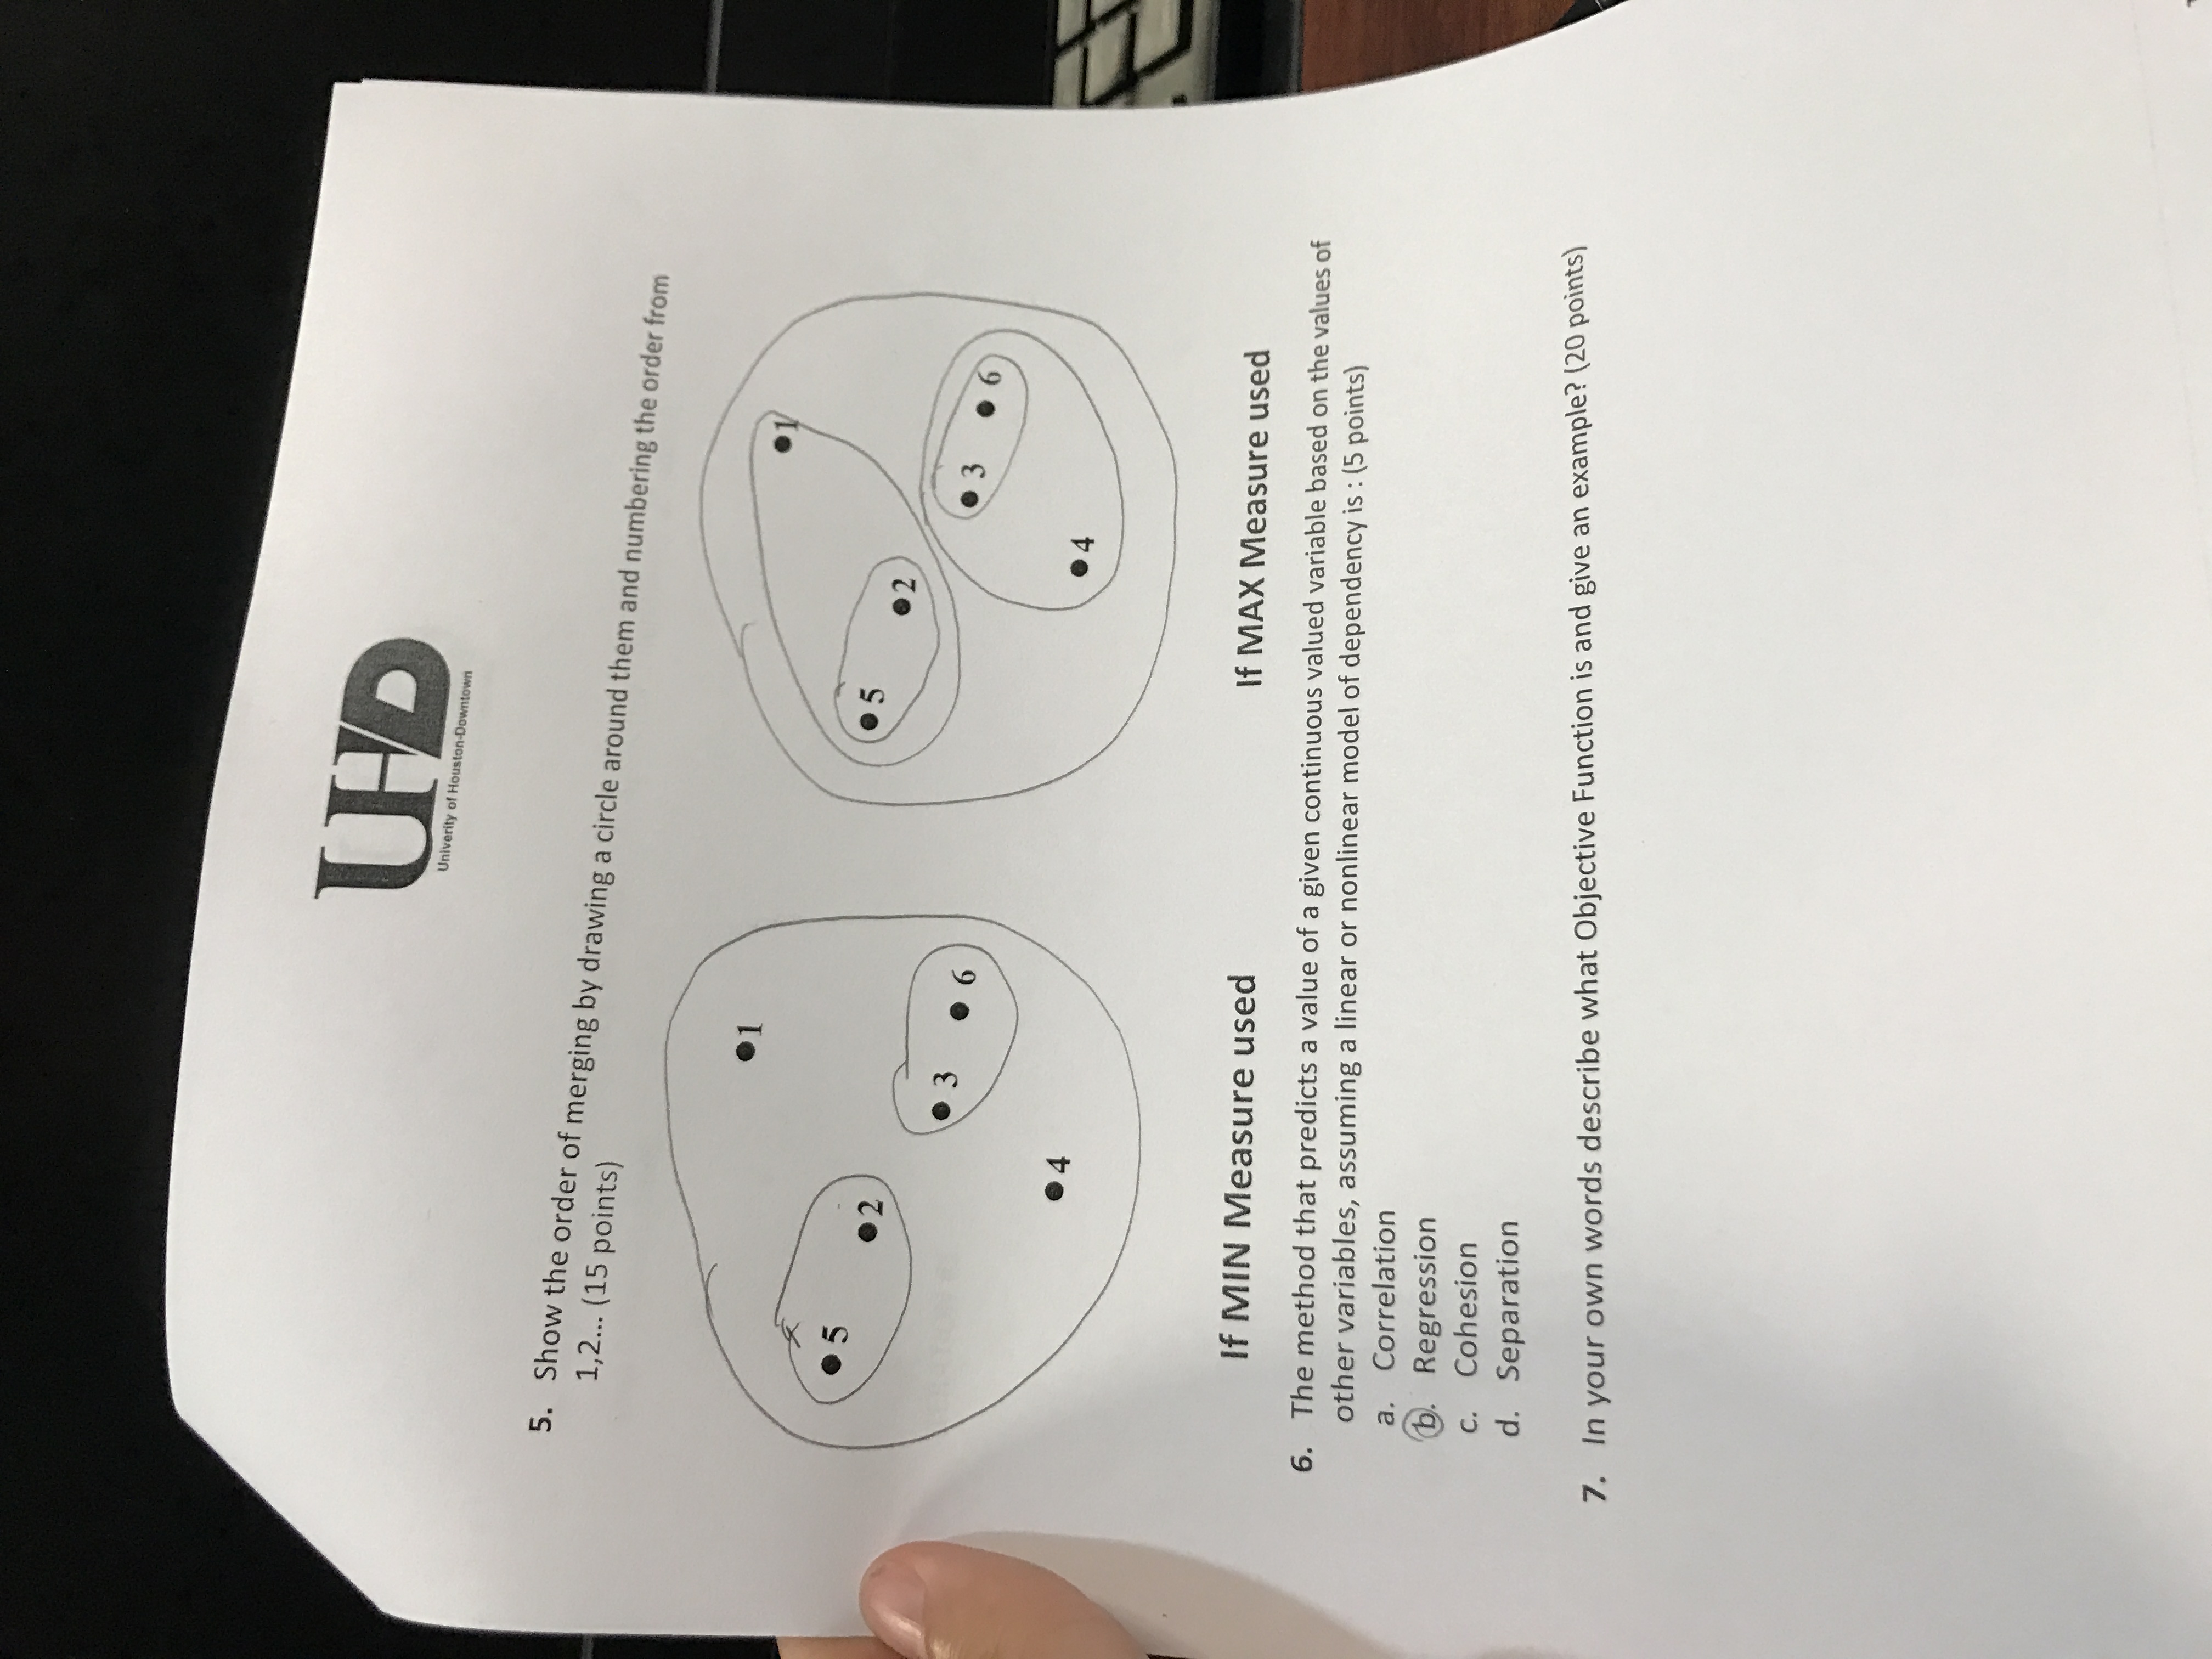 UHD
Univerity of Houston-Downtown
5. Show the order of merging by drawing a circle around them and numbering the order from
1,2... (15 points)
1
5
2
3
6
4
1
5
2
3
6
4
If MIN Measure used
If MAX Measure used
6. The method that predicts a value of a given continuous valued variable based on the values of
other variables, assuming a linear or nonlinear model of dependency is : (5 points)
a. Correlation
b. Regression
c. Cohesion
d. Separation
7. In your own words describe what Objective Function is and give an example? (20 points)